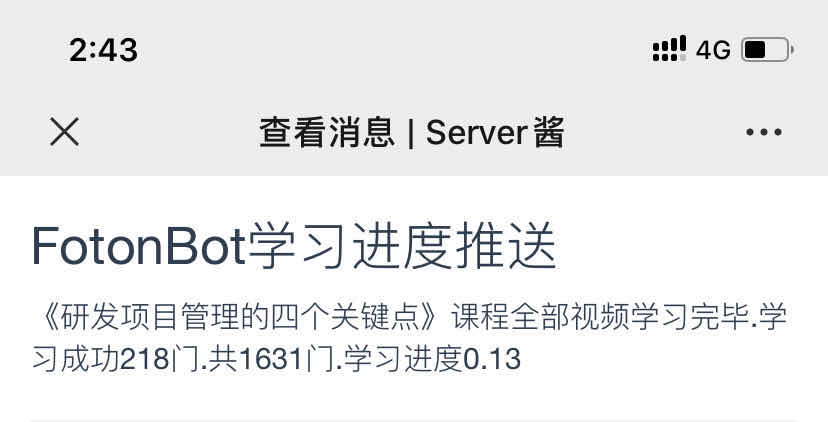 2:43 4G
查看消息 | Server酱
FotonBot学习进度推送
《研发项目管理的四个关键点》课程全部视频学习完毕.学
习成功218门.共1631门.学习进度0.13